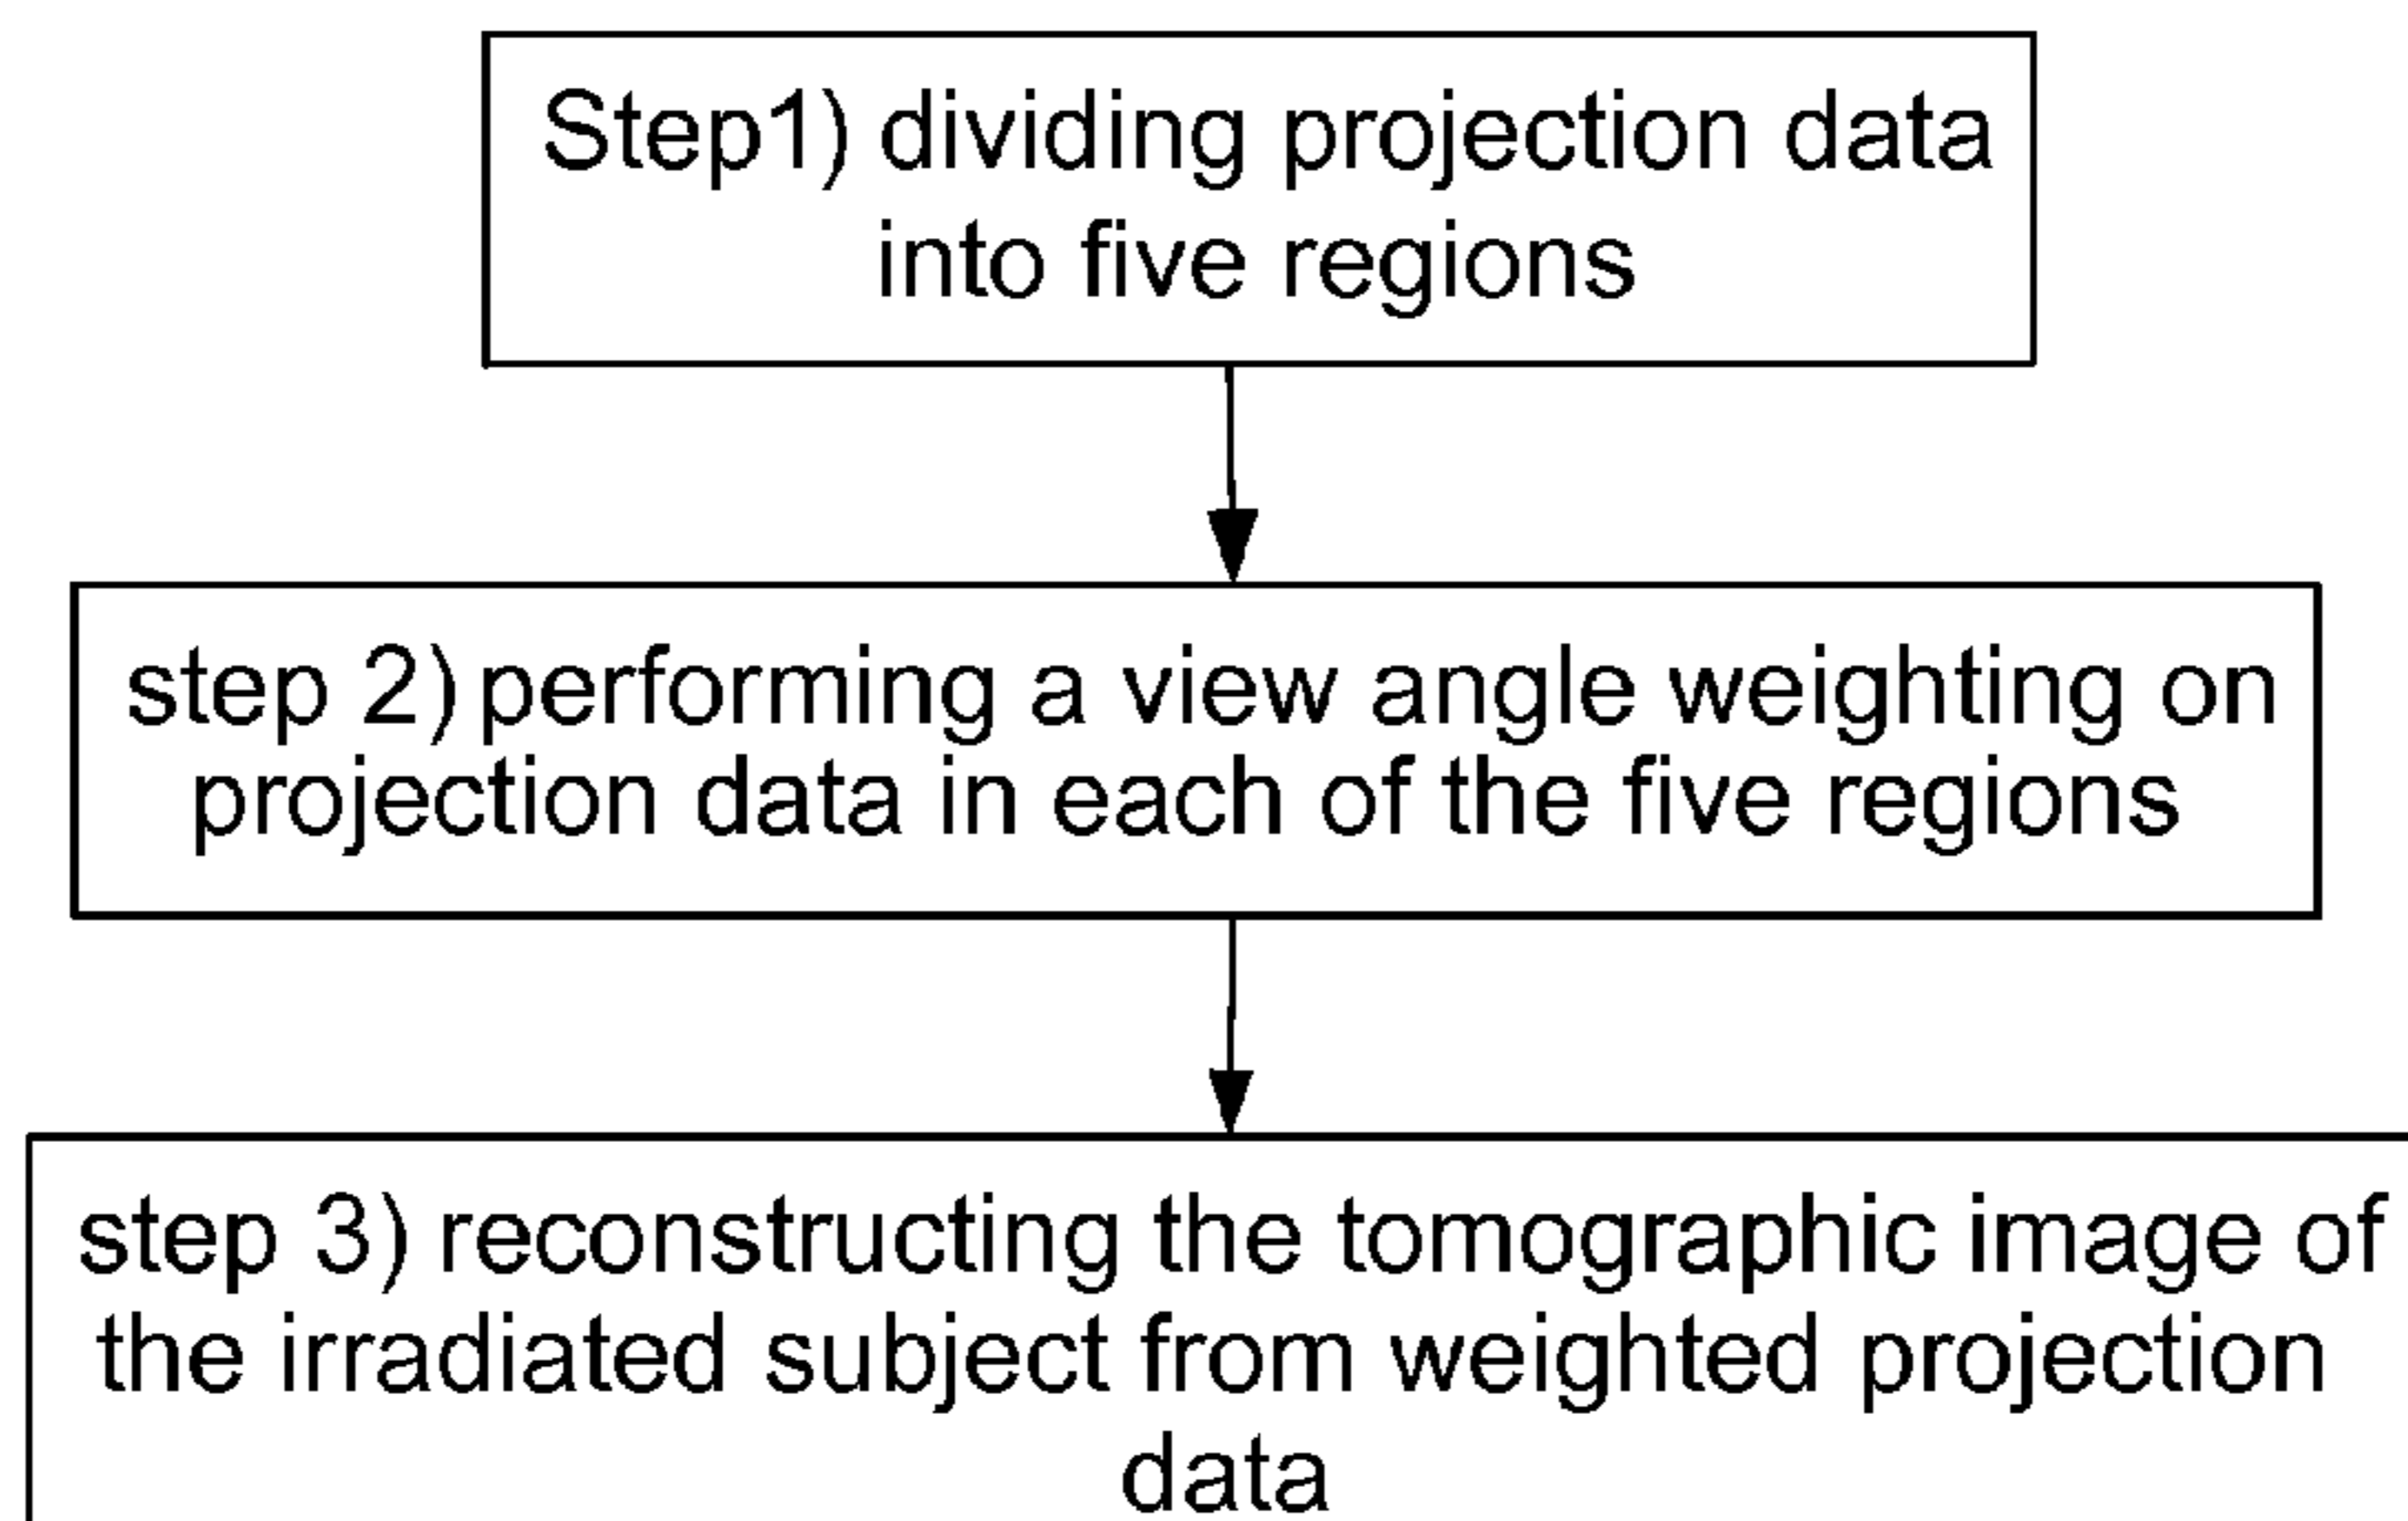 Step1) dividing projection data
into five regions
step 2) performing a view angle weighting on
projection data in each of the five regions
step 3) reconstructing the tomographic image of
the irradiated subject from weighted projection
data